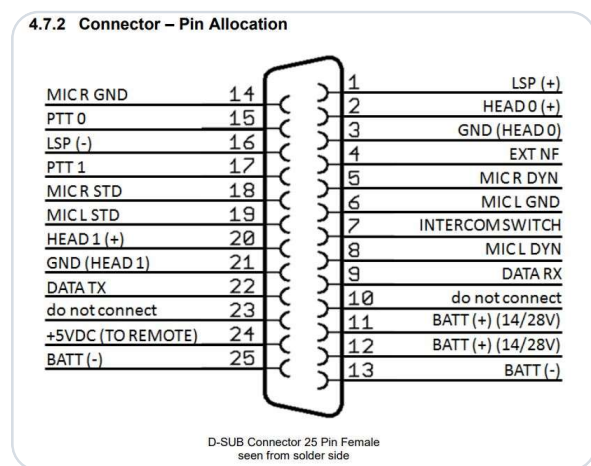 4.7.2 Connector – Pin Allocation
MIC R GND 14
PTT 0 15
LSP (-) 16
PTT 1 17
MIC R STD 18
MIC L STD 19
HEAD 1 (+) 20
GND (HEAD 1) 21
DATA TX 22
do not connect 23
+5VDC (TO REMOTE) 24
BATT (-) 25
1 LSP (+)
2 HEAD 0 (+)
3 GND (HEAD 0)
4 EXT NF
5 MIC R DYN
6 MIC L GND
7 INTERCOM SWITCH
8 MIC L DYN
9 DATA RX
10 do not connect
11 BATT (+) (14/28V)
12 BATT (+) (14/28V)
13 BATT (-)
D-SUB Connector 25 Pin Female
seen from solder side